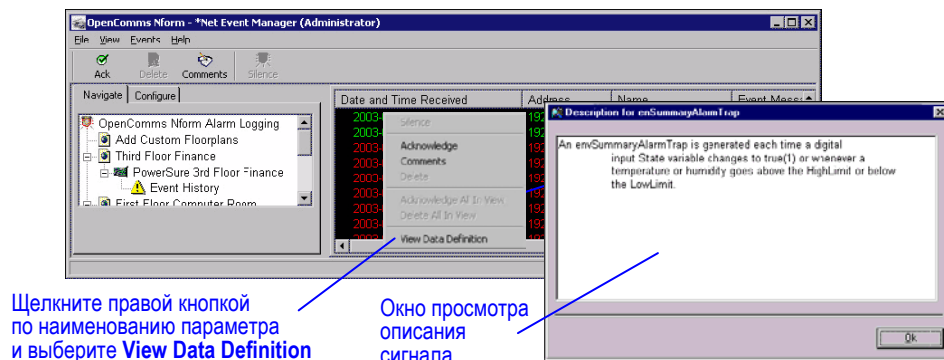 OpenComms Nform - *Net Event Manager (Administrator)
File View Events Help
Ack Delete Comments Silence
Navigate Configure
OpenComms Nform Alarm Logging
Add Custom Floorplans
Third Floor Finance
PowerSure 3rd Floor Finance
Event History
First Floor Computer Room
Date and Time Received Address Name Event Messa
Silence
Acknowledge
Comments
Delete
Acknowledge All In View
Delete All In View
View Data Definition
Description for enSummaryAlarmTrap
An envSummaryAlarmTrap is generated each time a digital
input State variable changes to true(1) or whenever a
temperature or humidity goes above the HighLimit or below
the LowLimit.
Ok
Щелкните правой кнопкой
по наименованию параметра
и выберите View Data Definition
Окно просмотра
описания
сигнала